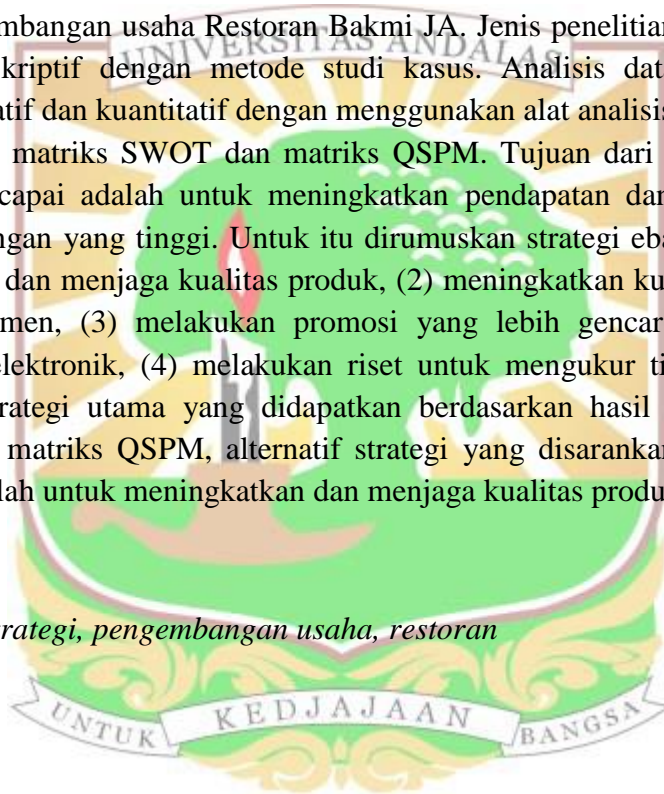 mbangan usaha Restoran Bakmi JA. Jenis penelitian
UNIVERSITAS ANDALAS
kriptif dengan metode studi kasus. Analisis dat
atif dan kuantitatif dengan menggunakan alat analisis
matriks SWOT dan matriks QSPM. Tujuan dari
capai adalah untuk meningkatkan pendapatan dan
ngan yang tinggi. Untuk itu dirumuskan strategi eba
dan menjaga kualitas produk, (2) meningkatkan ku
men, (3) melakukan promosi yang lebih gencar
elektronik, (4) melakukan riset untuk mengukur ti
rategi utama yang didapatkan berdasarkan hasil
matriks QSPM, alternatif strategi yang disarankan
lah untuk meningkatkan dan menjaga kualitas produ
rategi, pengembangan usaha, restoran
UNTUK KEDJAJAAN BANGSA